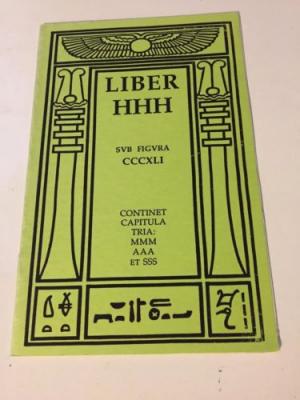 LIBER
HHH
SVB FIGVRA
CCCXLI
CONTINET
CAPITULA
TRIA:
MMM
AAA
ET SSS